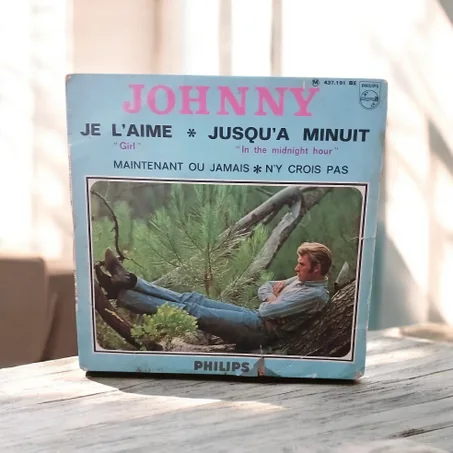 Ⓜ 437.191 BE PHILIPS
JOHNNY
JE L'AIME * JUSQU'A MINUIT
"Girl" "In the midnight hour"
MAINTENANT OU JAMAIS * N'Y CROIS PAS
PHILIPS